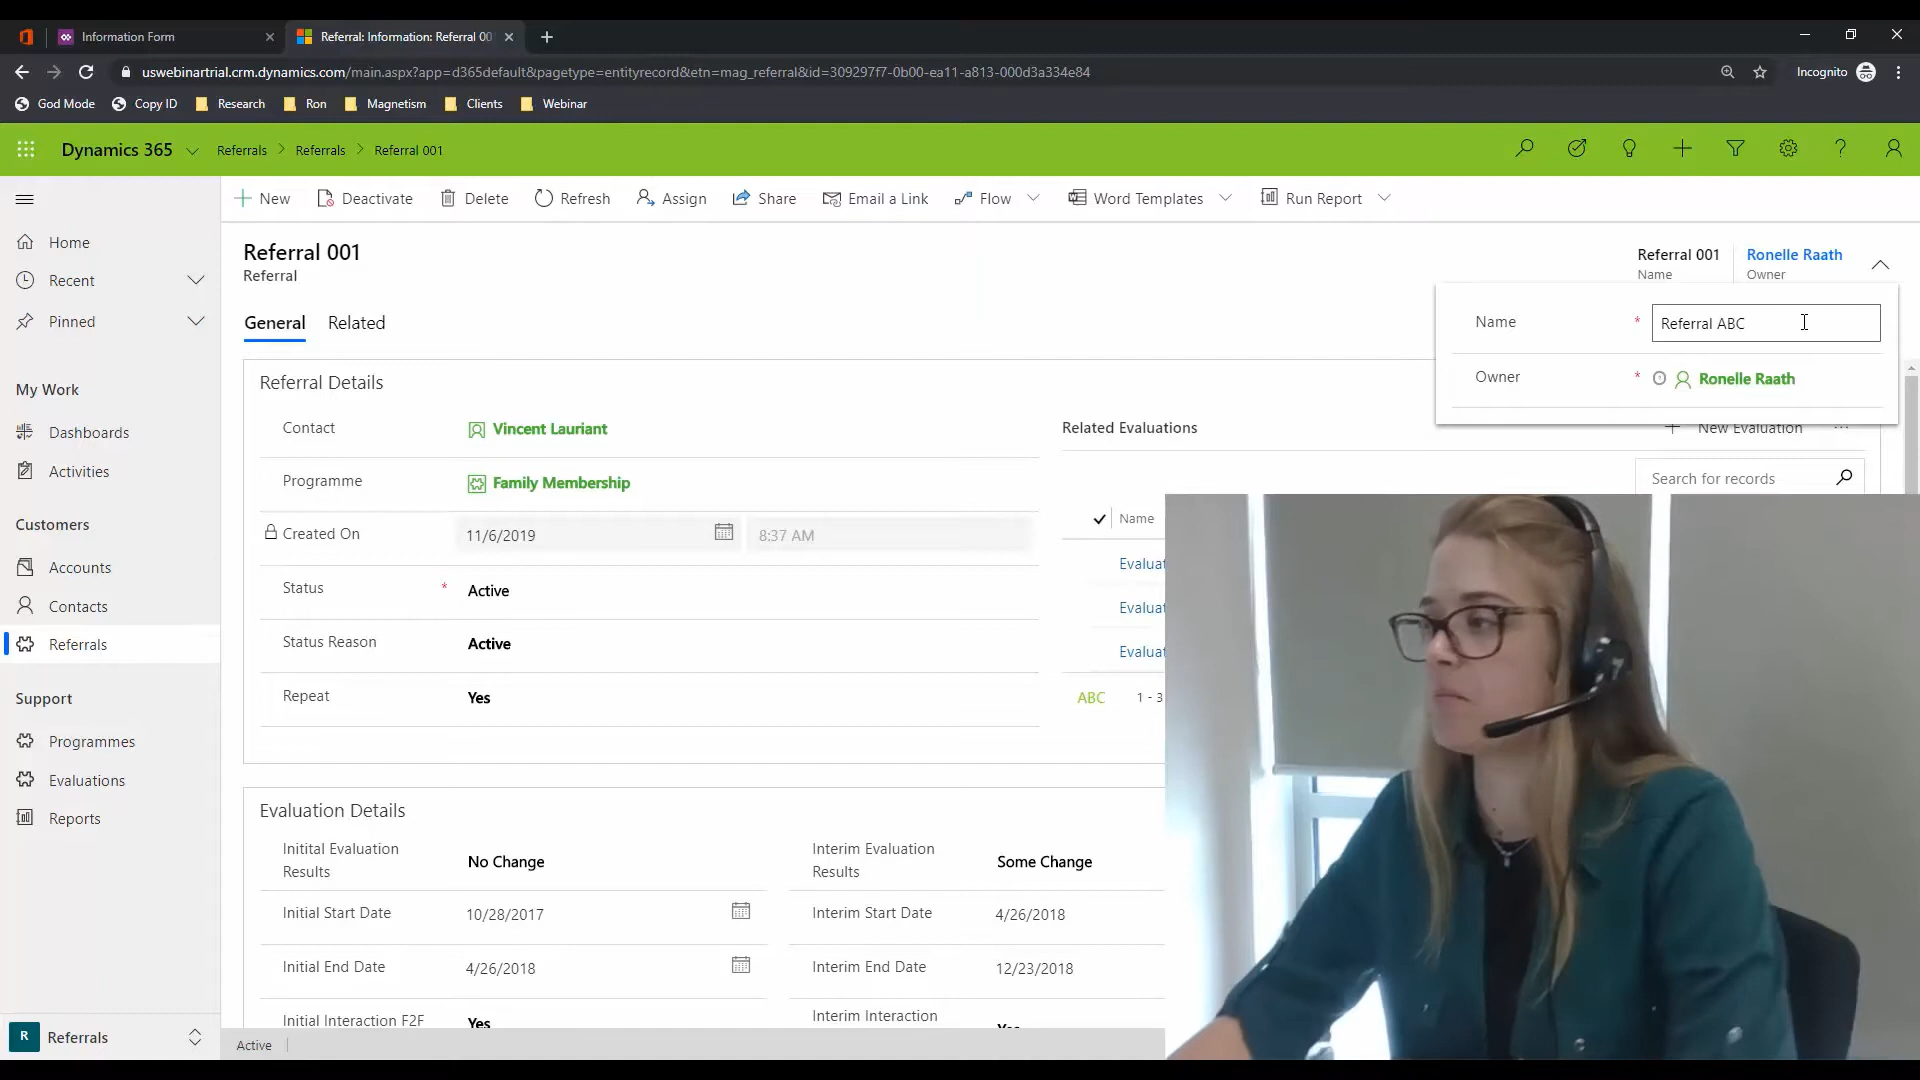 Information Form
Referral: Information: Referral 00
uswebinartrial.crm.dynamics.com/main.aspx?app=d365default&pagetype=entityrecord&etn=mag_referral&id=309297f7-0b00-ea11-a813-000d3a334e84
Incognito
God Mode
Copy ID
Research
Ron
Magnetism
Clients
Webinar
Dynamics 365
Referrals > Referrals > Referral 001
New
Deactivate
Delete
Refresh
Assign
Share
Email a Link
Flow
Word Templates
Run Report
Home
Recent
Pinned
My Work
Dashboards
Activities
Customers
Accounts
Contacts
Referrals
Support
Programmes
Evaluations
Reports
R Referrals
Referral 001
Referral
Referral 001
Name
Ronelle Raath
Owner
Name * Referral ABC
Owner * Ronelle Raath
General
Related
Referral Details
Contact Vincent Lauriant
Programme Family Membership
Created On 11/6/2019 8:37 AM
Status * Active
Status Reason Active
Repeat Yes
Related Evaluations
+ New Evaluation ...
Search for records
Name
Evaluat
Evaluat
Evaluat
ABC 1 - 3
Evaluation Details
Initital Evaluation
Results
No Change
Initial Start Date 10/28/2017
Initial End Date 4/26/2018
Initial Interaction F2F Yes
Interim Evaluation
Results
Some Change
Interim Start Date 4/26/2018
Interim End Date 12/23/2018
Interim Interaction
Yes
Active